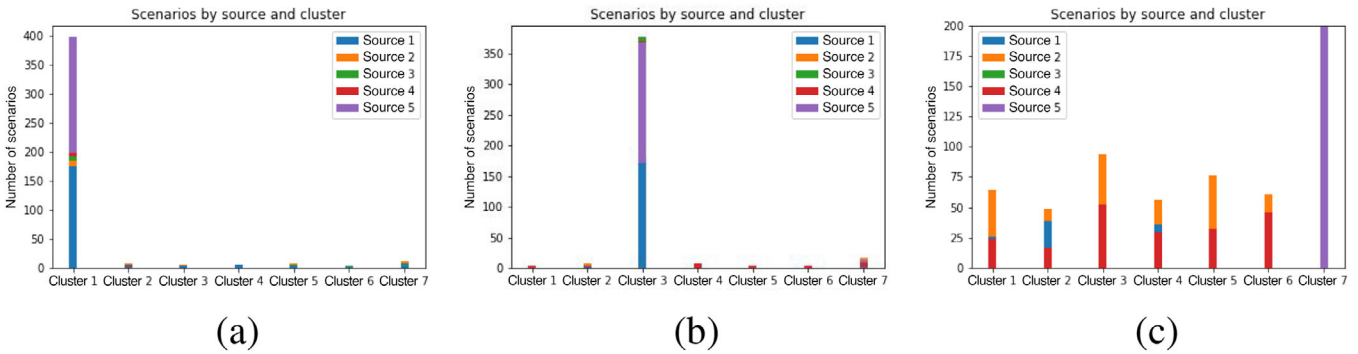 Scenarios by source and cluster
Number of scenarios
400
350
300
250
200
150
100
50
0
Source 1
Source 2
Source 3
Source 4
Source 5
Cluster 1 Cluster 2 Cluster 3 Cluster 4 Cluster 5 Cluster 6 Cluster 7
(a)
Scenarios by source and cluster
Number of scenarios
350
300
250
200
150
100
50
0
Source 1
Source 2
Source 3
Source 4
Source 5
Cluster 1 Cluster 2 Cluster 3 Cluster 4 Cluster 5 Cluster 6 Cluster 7
(b)
Scenarios by source and cluster
Number of scenarios
200
175
150
125
100
75
50
25
0
Source 1
Source 2
Source 3
Source 4
Source 5
Cluster 1 Cluster 2 Cluster 3 Cluster 4 Cluster 5 Cluster 6 Cluster 7
(c)